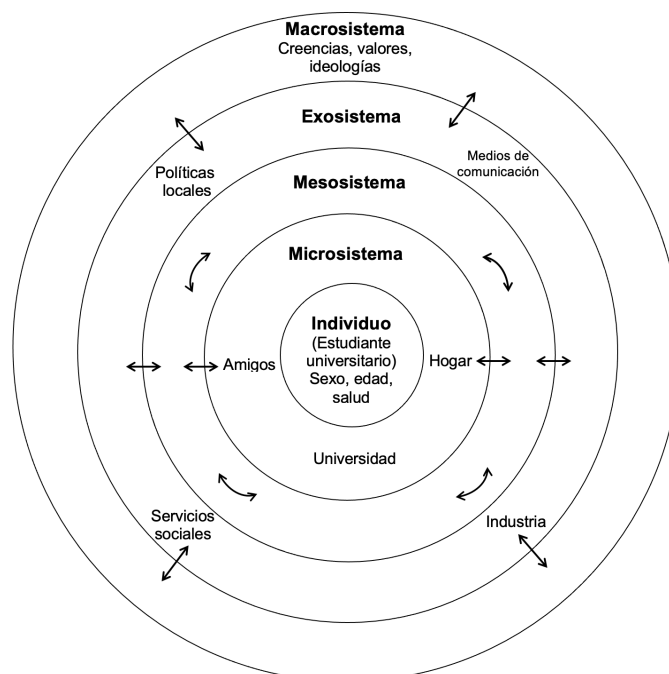 Macrosistema
Creencias, valores,
ideologías
Exosistema
Políticas
locales
Medios de
comunicación
Mesosistema
Microsistema
Individuo
(Estudiante
universitario)
Sexo, edad,
salud
Amigos
Hogar
Universidad
Servicios
sociales
Industria